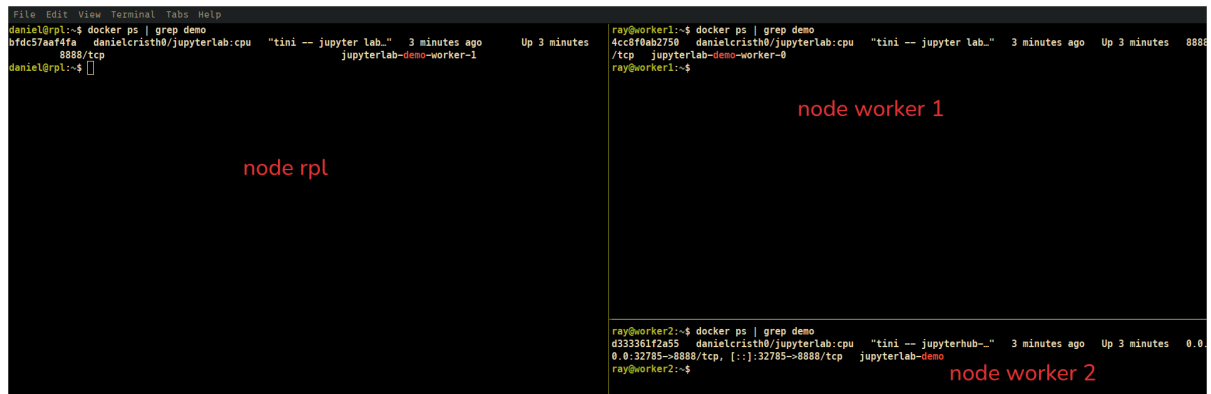 File Edit View Terminal Tabs Help
daniel@rpl:~$ docker ps | grep demo
bfdc57aaf4fa danielcristh0/jupyterlab:cpu "tini -- jupyter lab…" 3 minutes ago Up 3 minutes
8888/tcp jupyterlab-demo-worker-1
daniel@rpl:~$
node rpl
ray@worker1:~$ docker ps | grep demo
4cc8f0ab2750 danielcristh0/jupyterlab:cpu "tini -- jupyter lab…" 3 minutes ago Up 3 minutes 8888
/tcp jupyterlab-demo-worker-0
ray@worker1:~$
node worker 1
ray@worker2:~$ docker ps | grep demo
d333361f2a55 danielcristh0/jupyterlab:cpu "tini -- jupyterhub-…" 3 minutes ago Up 3 minutes 0.0.
0.0:32785->8888/tcp, [::]:32785->8888/tcp jupyterlab-demo
ray@worker2:~$
node worker 2